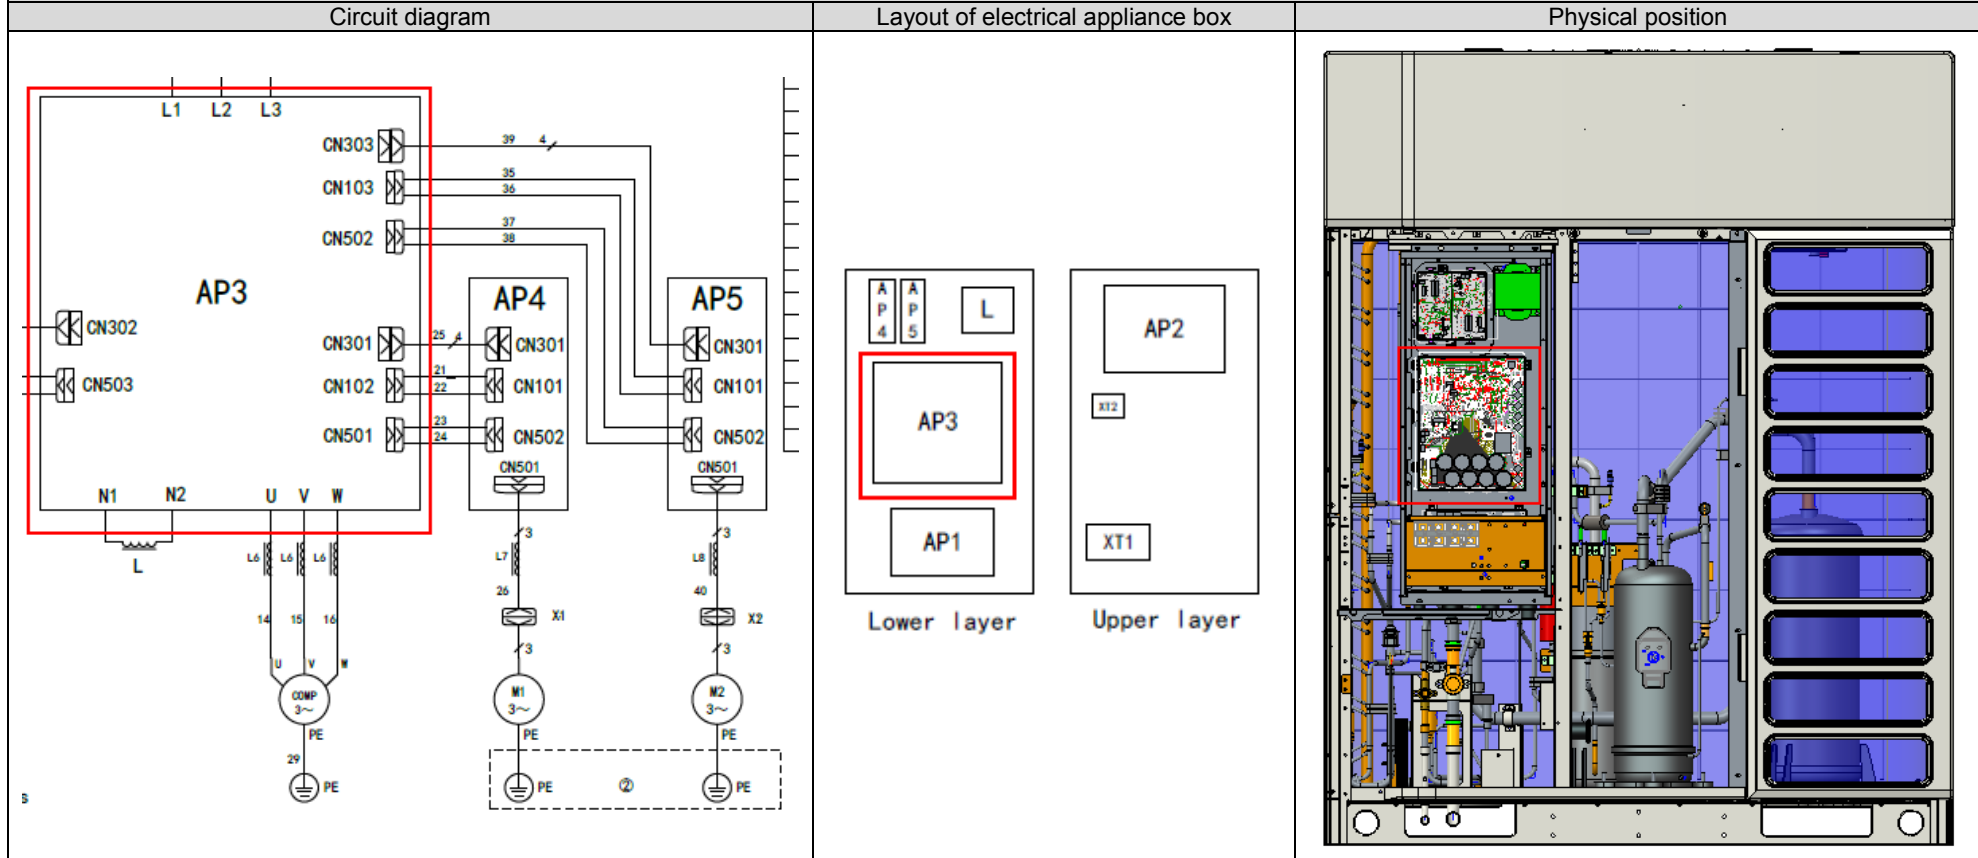 Circuit diagram
Layout of electrical appliance box
Physical position
L1 L2 L3
CN303
39 4
CN103
35
36
CN502
37
38
AP3
AP4
AP5
CN302
CN301
25 4
CN301
CN301
CN503
CN102
21
22
CN101
CN101
CN501
23
24
CN502
CN502
CN501
CN501
N1 N2 U V W
L
L6 L6 L6
3
3
L7
L8
26
40
14 15 16
X1
X2
3
3
U V W
COMP
3~
M1
3~
M2
3~
PE
PE
PE
29
PE
PE
②
PE
s
A
P
4
A
P
5
L
AP3
AP1
Lower layer
AP2
XT2
XT1
Upper layer